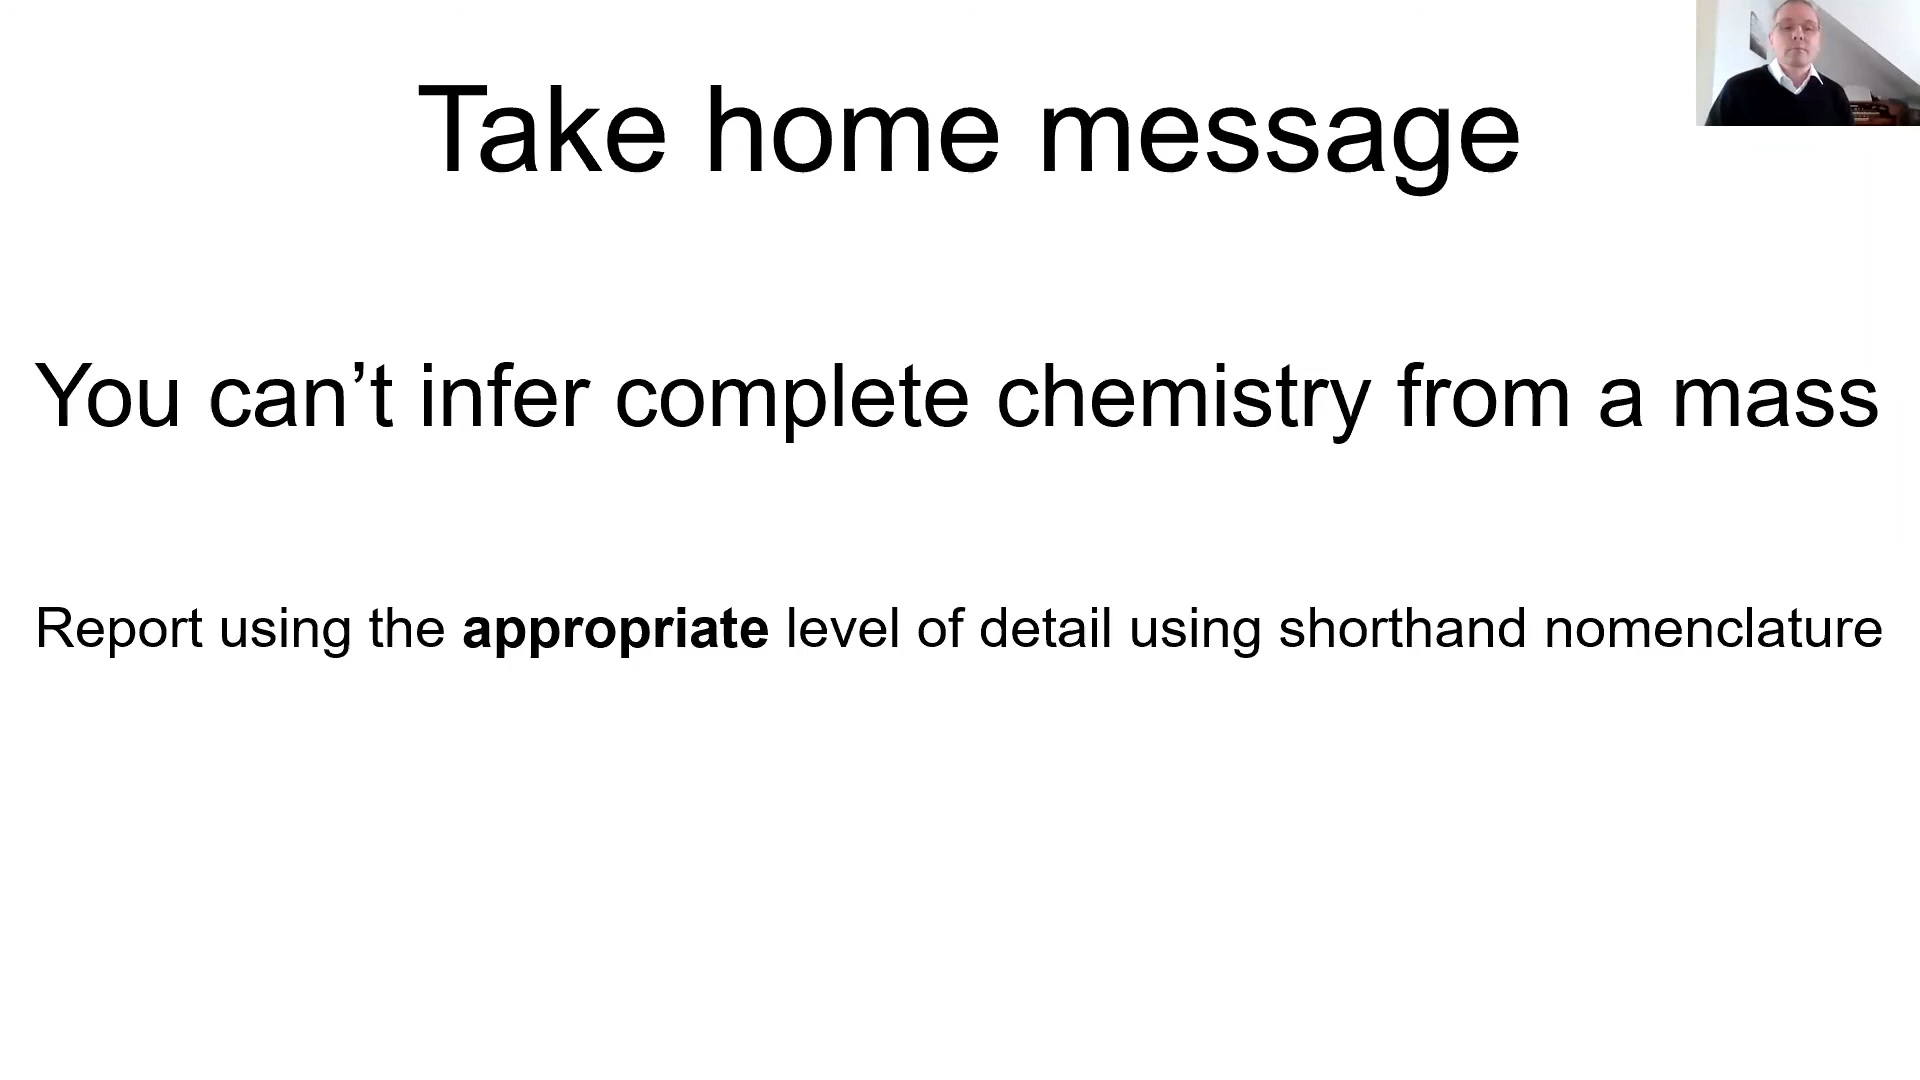 Take home message
You can’t infer complete chemistry from a mass
Report using the appropriate level of detail using shorthand nomenclature